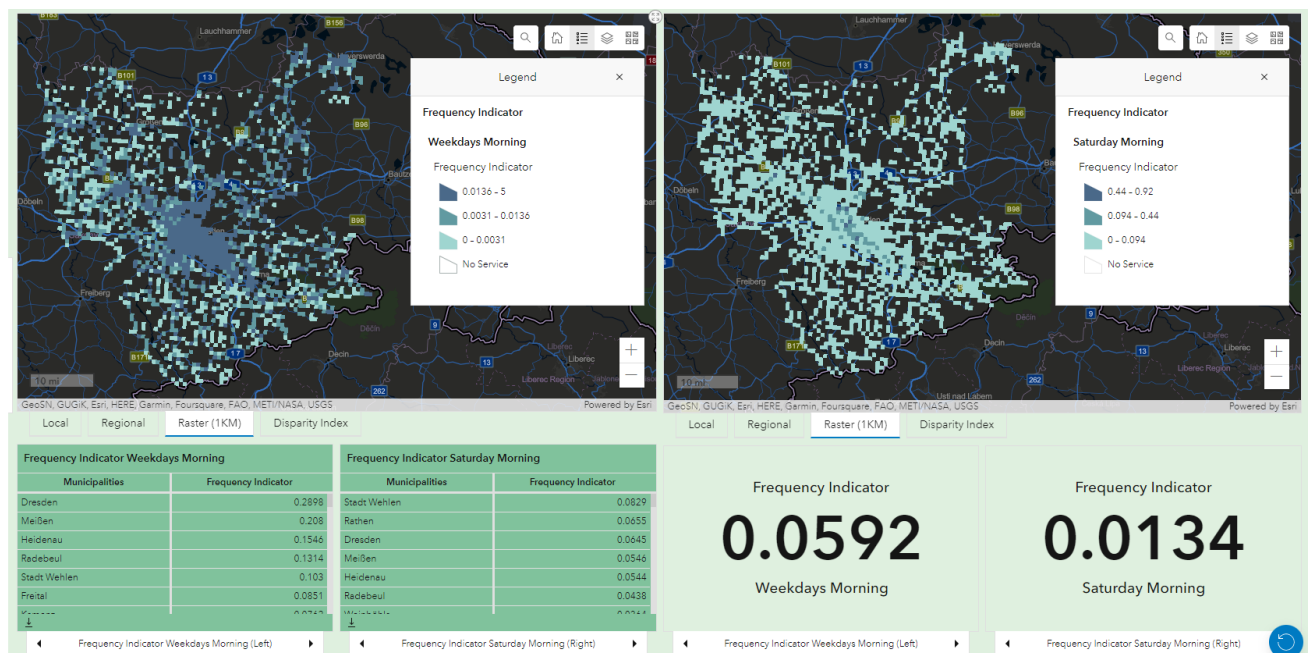 Lauchhammer
B156
Hoyerswerda
B101
13
B96
B98
Döbeln
Freiberg
Děčín
Decin
9
13
Liberec
Liberec Region
B171
17
262
10 mi
GeoSN, GUGiK, Esri, HERE, Garmin, Foursquare, FAO, METI/NASA, USGS
Powered by Esri
Legend
×
Frequency Indicator
Weekdays Morning
Frequency Indicator
0.0136 - 5
0.0031 - 0.0136
0 - 0.0031
No Service
+
−
Lauchhammer
B101
13
B96
B98
Döbeln
Freiberg
Děčín
Decin
9
13
Liberec
Liberec Region
B171
17
262
Usti nad Labem
10 mi
GeoSN, GUGiK, Esri, HERE, Garmin, Foursquare, FAO, METI/NASA, USGS
Powered by Esri
Legend
×
Frequency Indicator
Saturday Morning
Frequency Indicator
0.44 - 0.92
0.094 - 0.44
0 - 0.094
No Service
+
−
Local Regional Raster (1KM) Disparity Index
Local Regional Raster (1KM) Disparity Index
Frequency Indicator Weekdays Morning
Municipalities Frequency Indicator
Dresden 0.2898
Meißen 0.208
Heidenau 0.1546
Radebeul 0.1314
Stadt Wehlen 0.103
Freital 0.0851
Frequency Indicator Saturday Morning
Municipalities Frequency Indicator
Stadt Wehlen 0.0829
Rathen 0.0655
Dresden 0.0645
Meißen 0.0546
Heidenau 0.0544
Radebeul 0.0438
Frequency Indicator
0.0592
Weekdays Morning
Frequency Indicator
0.0134
Saturday Morning
Frequency Indicator Weekdays Morning (Left)
Frequency Indicator Saturday Morning (Right)
Frequency Indicator Weekdays Morning (Left)
Frequency Indicator Saturday Morning (Right)